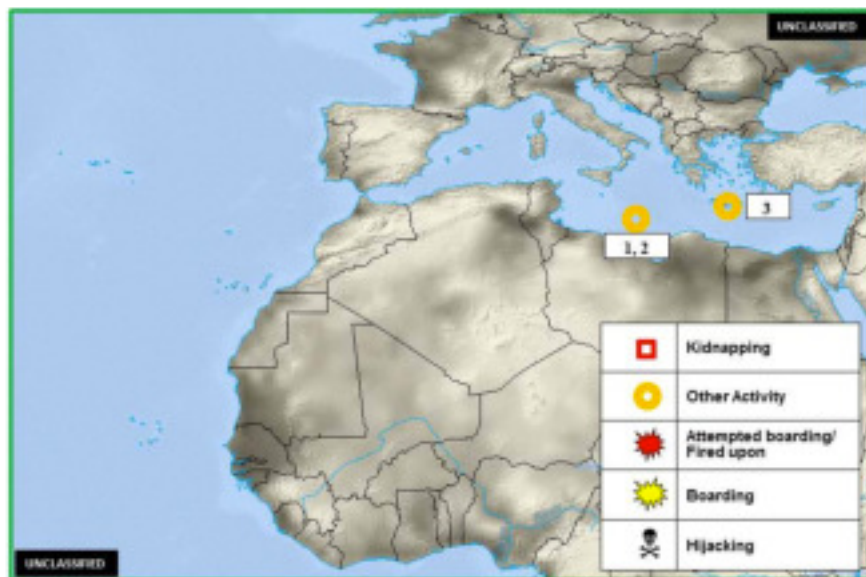 UNCLASSIFIED
3
1, 2
Kidnapping
Other Activity
Attempted boarding/
Fired upon
Boarding
Hijacking
UNCLASSIFIED